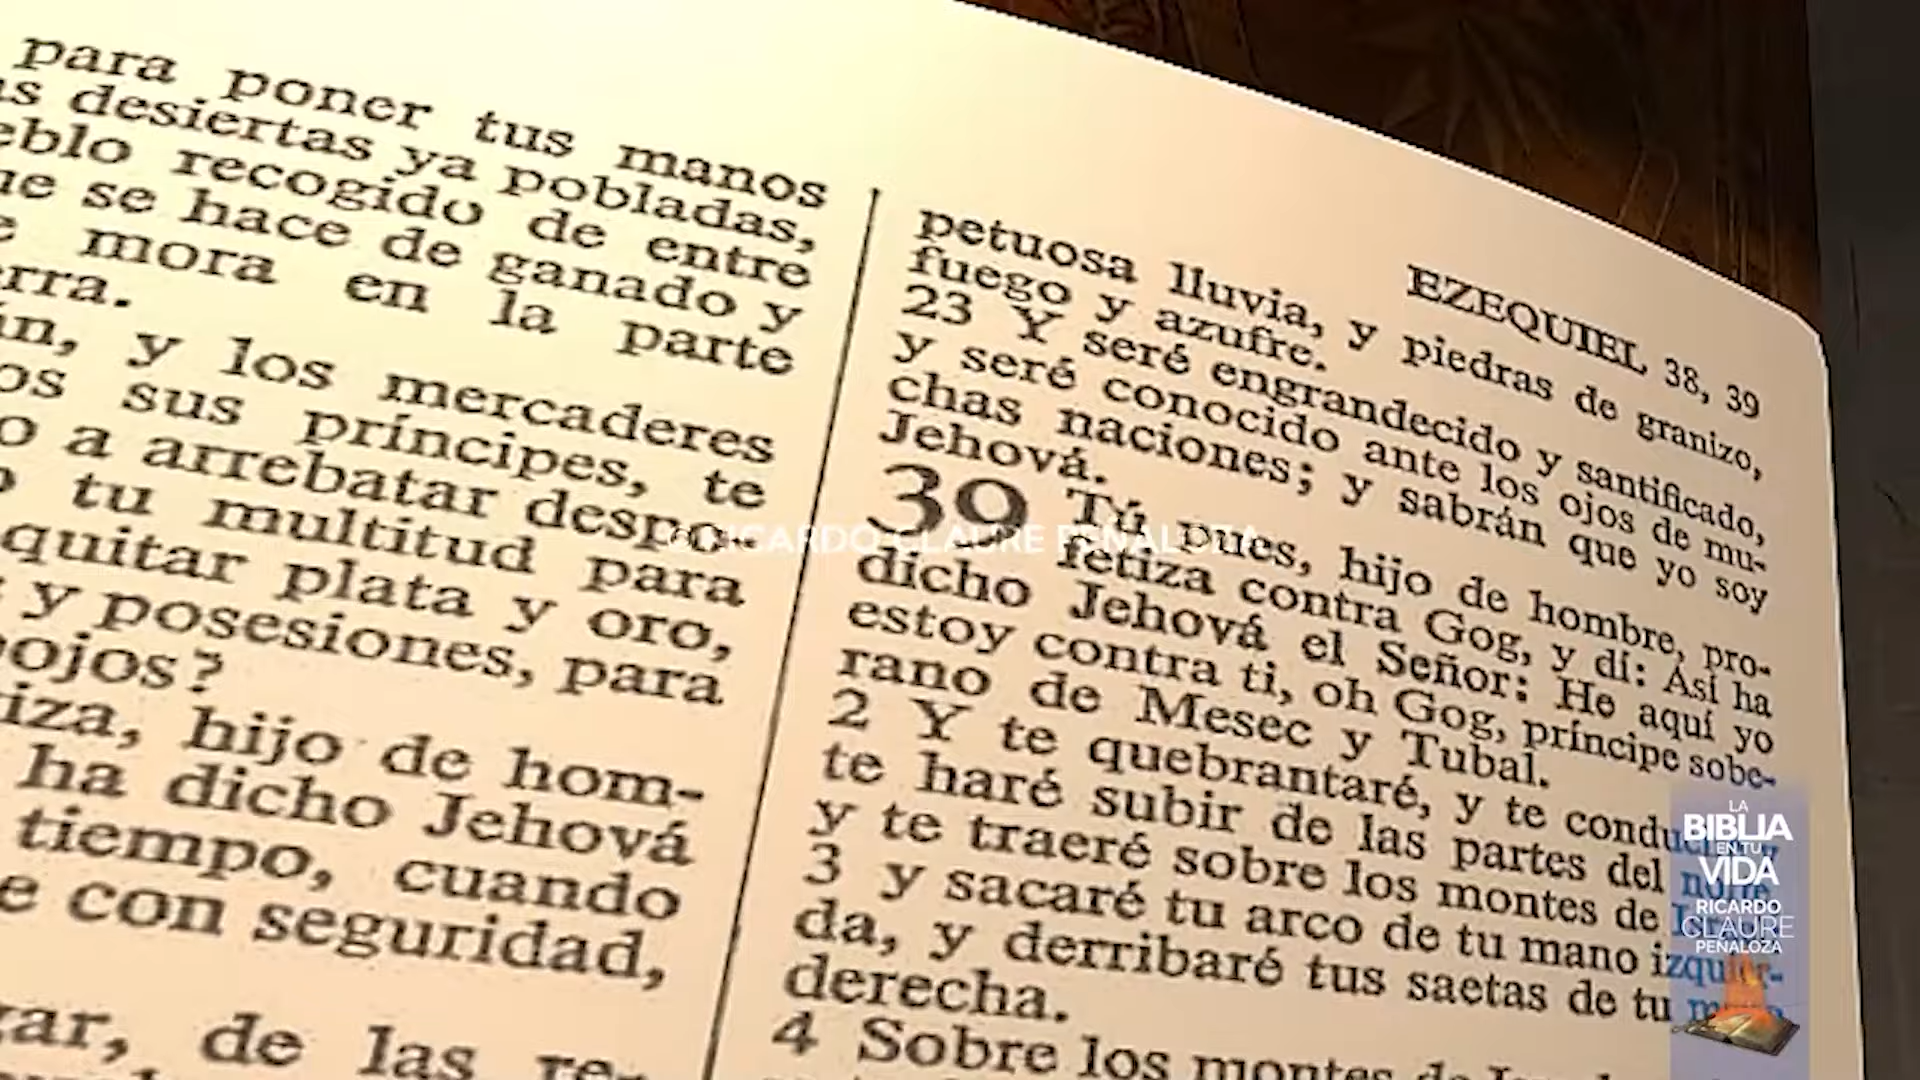 para poner tus manos
desiertas ya pobladas,
recogido de entre
se hace de ganado y
mora en la parte
y los mercaderes
sus príncipes, te
a arrebatar despo
tu multitud para
quitar plata y oro,
y posesiones, para
hijo de hom-
ha dicho Jehová
tiempo, cuando
con seguridad,
de las re-
EZEQUIEL 38, 39
petuosa lluvia, y piedras de granizo,
fuego y azufre.
23 Y seré engrandecido y santificado,
y seré conocido ante los ojos de mu-
chas naciones; y sabrán que yo soy
Jehová.
39 Tú pues, hijo de hombre, pro-
fetiza contra Gog, y dí: Así ha
dicho Jehová el Señor: He aquí yo
estoy contra ti, oh Gog, príncipe sobe-
rano de Mesec y Tubal.
2 Y te quebrantaré, y te
te haré subir de las partes del norte
y te traeré sobre los montes de
3 y sacaré tu arco de tu mano izquier-
da, y derribaré tus saetas de tu
derecha.
4 Sobre los montes de
© RICARDO CLAURE PEÑALOZA
LA
BIBLIA
EN TU
VIDA
RICARDO
CLAURE
PEÑALOZA